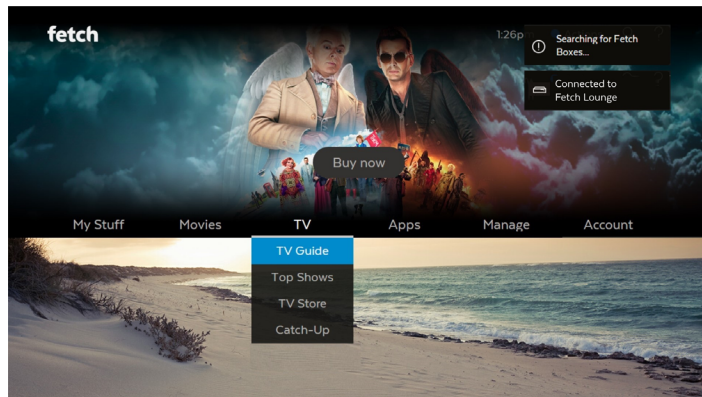 fetch
1:26p
Searching for Fetch
Boxes...
Connected to
Fetch Lounge
Buy now
My Stuff
Movies
TV
Apps
Manage
Account
TV Guide
Top Shows
TV Store
Catch-Up